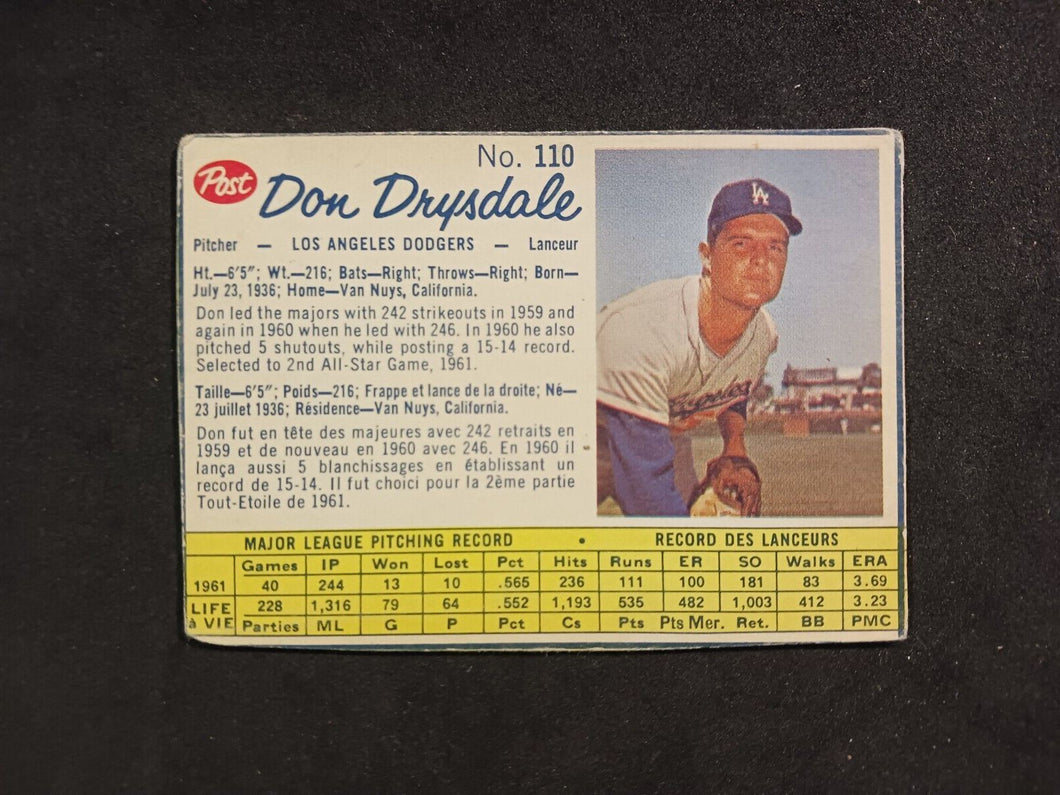 No. 110
Post
Don Drysdale
LA
Pitcher — LOS ANGELES DODGERS — Lanceur
Ht.—6'5"; Wt.—216; Bats—Right; Throws—Right; Born—
July 23, 1936; Home—Van Nuys, California.
Don led the majors with 242 strikeouts in 1959 and
again in 1960 when he led with 246. In 1960 he also
pitched 5 shutouts, while posting a 15-14 record.
Selected to 2nd All-Star Game, 1961.
Taille—6'5"; Poids—216; Frappe et lance de la droite; Né—
23 juillet 1936; Résidence—Van Nuys, California.
Don fut en tête des majeures avec 242 retraits en
1959 et de nouveau en 1960 avec 246. En 1960 il
lança aussi 5 blanchissages en établissant un
record de 15-14. Il fut choici pour la 2ème partie
Tout-Etoile de 1961.
MAJOR LEAGUE PITCHING RECORD • RECORD DES LANCEURS
Games IP Won Lost Pct Hits Runs ER SO Walks ERA
1961 40 244 13 10 .565 236 111 100 181 83 3.69
LIFE 228 1,316 79 64 .552 1,193 535 482 1,003 412 3.23
à VIE Parties ML G P Pct Cs Pts Pts Mer. Ret. BB PMC